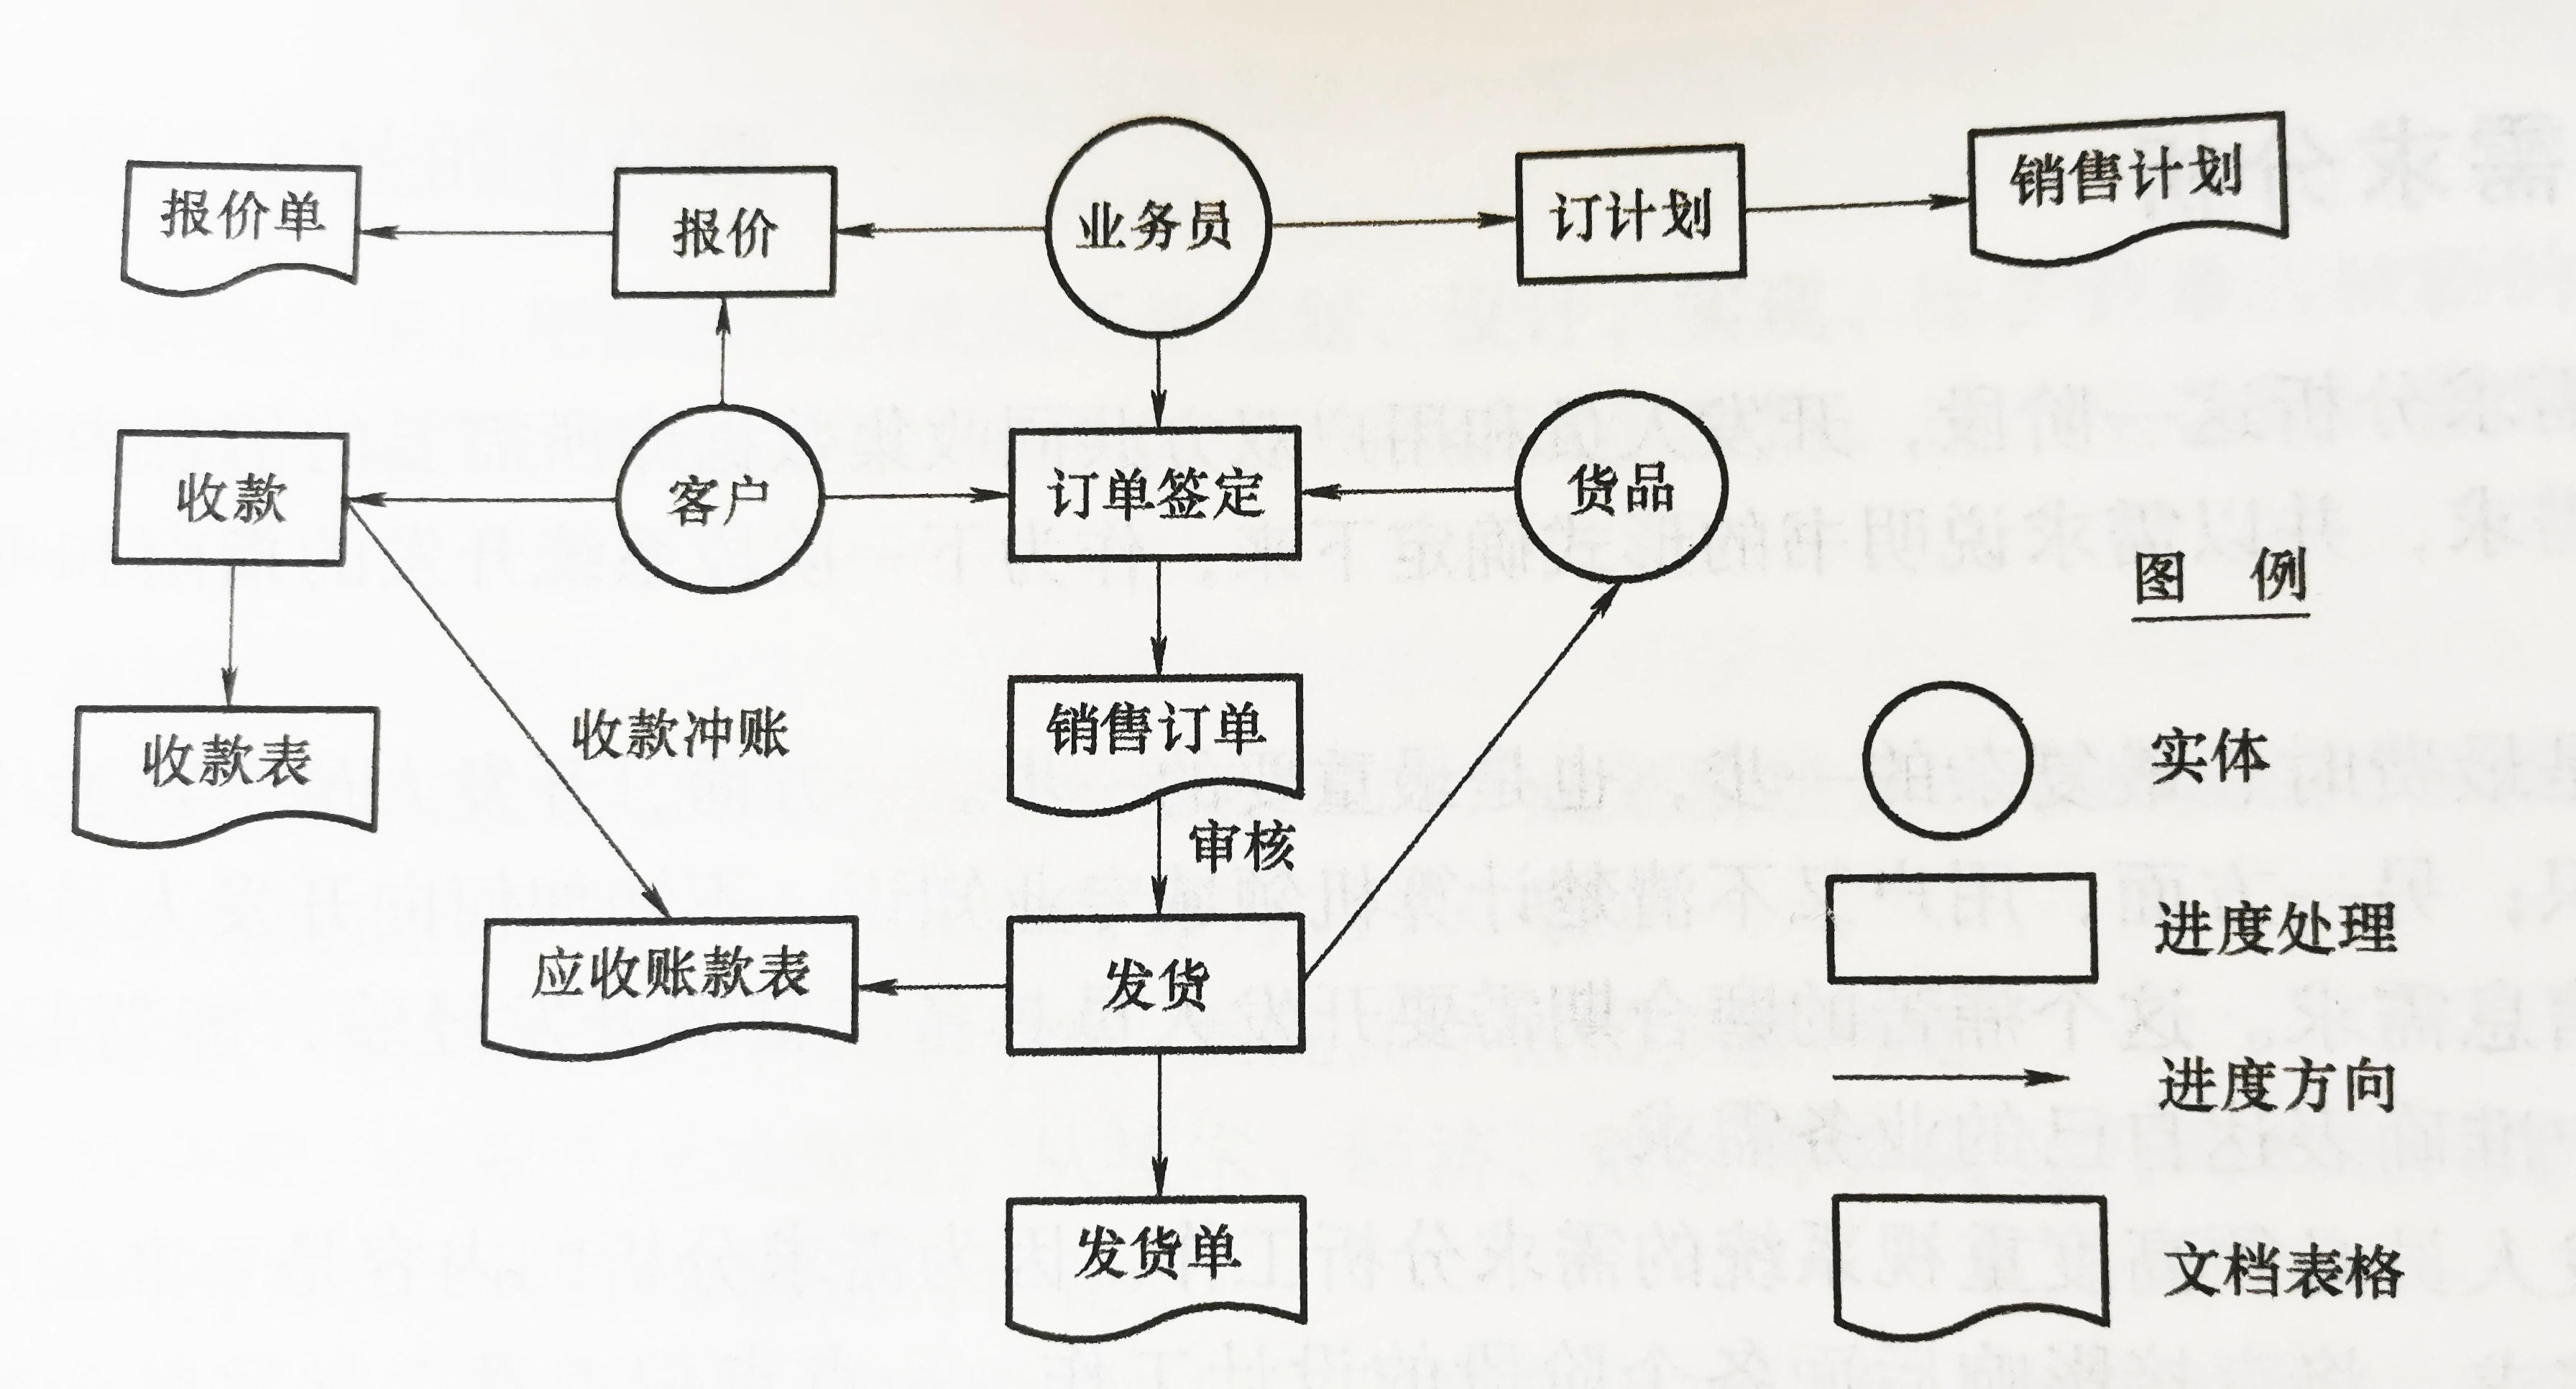 报价单
报价
业务员
订计划
销售计划
收款
客户
订单签定
货品
图 例
收款表
收款冲账
销售订单
实体
审核
应收账款表
发货
进度处理
进度方向
发货单
文档表格